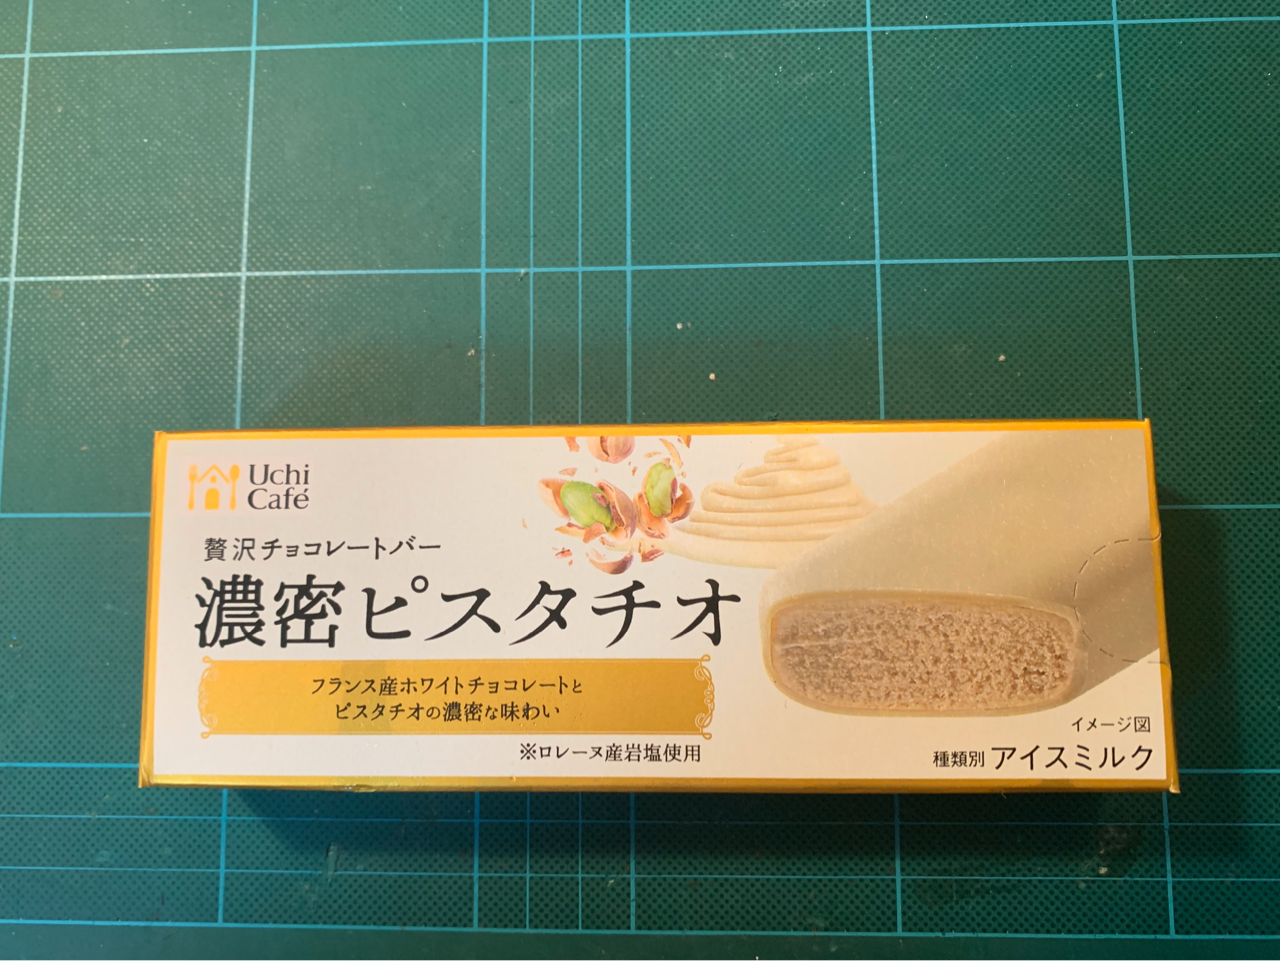 Uchi
Café
贅沢チョコレートバー
濃密ピスタチオ
フランス産ホワイトチョコレートと
ピスタチオの濃密な味わい
※ロレーヌ産岩塩使用
イメージ図
種類別 アイスミルク